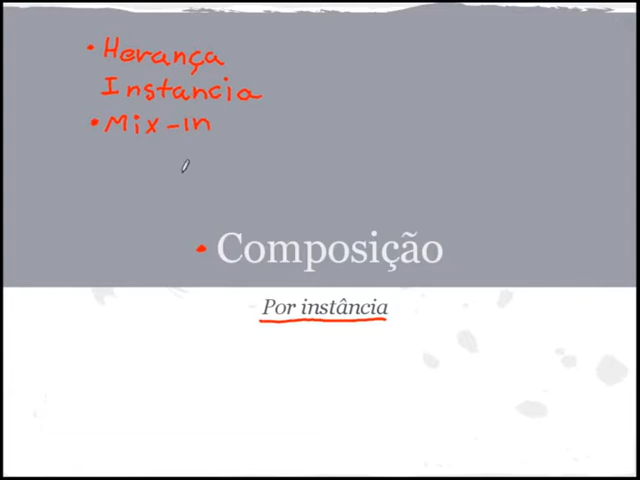 • Herança
Instancia
• Mix-in
• Composição
Por instância